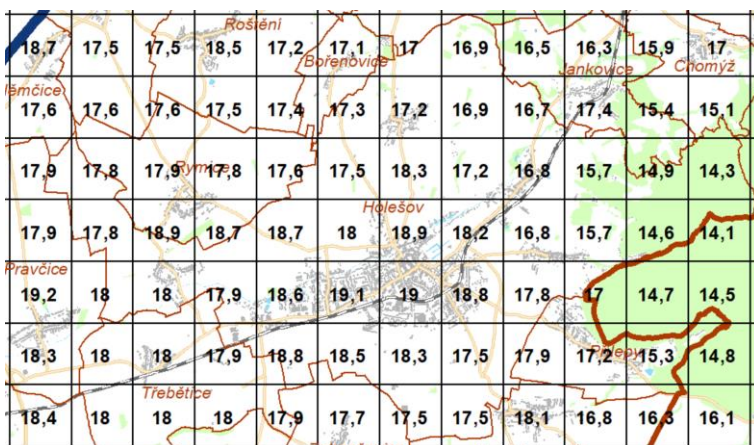 Roštění
18,7 17,5 17,5 18,5 17,2 17,1 17 16,9 16,5 16,3 15,9 17
Bořenovice Jankovice Chomýž
17,6 17,6 17,6 17,5 17,4 17,3 17,2 16,9 16,7 17,4 15,4 15,1
17,9 17,8 17,9 17,8 17,6 17,5 18,3 17,2 16,8 15,7 14,9 14,3
Holešov
17,9 17,8 18,9 18,7 18,7 18 18,9 18,2 16,8 15,7 14,6 14,1
Pravčice
19,2 18 18 17,9 18,6 19,1 19 18,8 17,8 17 14,7 14,5
18,3 18 18 17,9 18,8 18,5 18,3 17,5 17,9 17,2 15,3 14,8
Třebětice
18,4 18 18 18 17,9 17,7 17,5 17,5 18,1 16,8 16,3 16,1